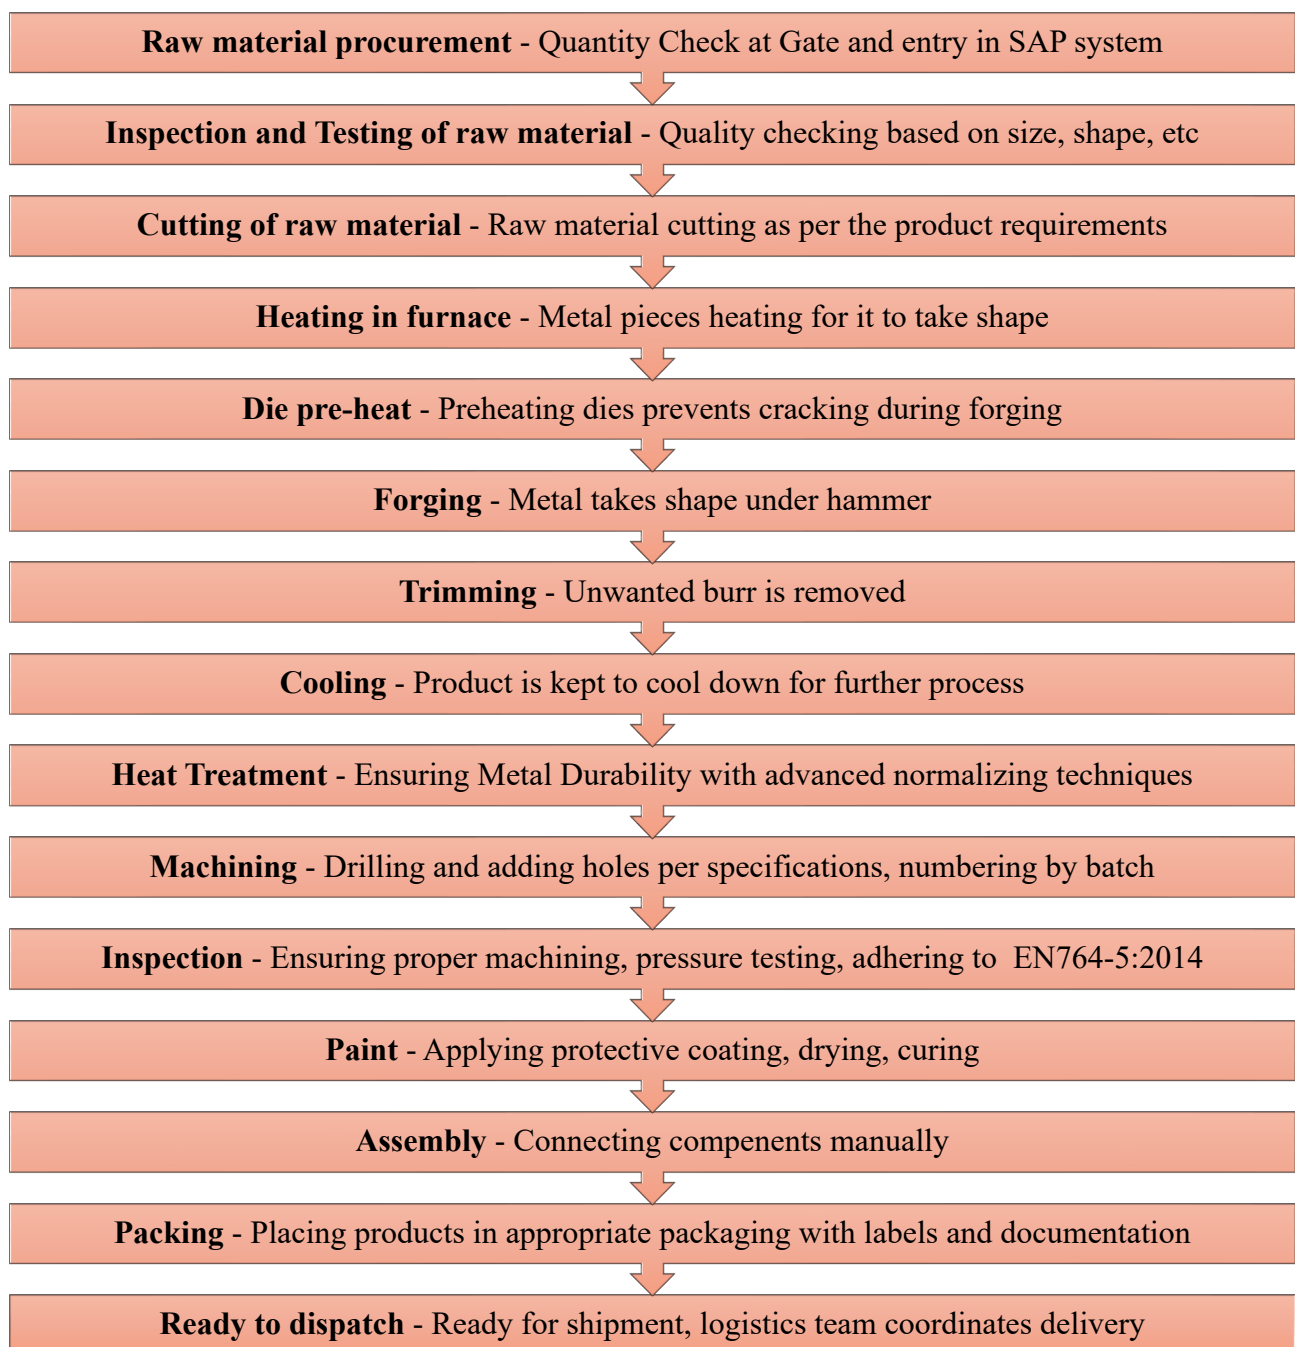 Raw material procurement - Quantity Check at Gate and entry in SAP system
Inspection and Testing of raw material - Quality checking based on size, shape, etc
Cutting of raw material - Raw material cutting as per the product requirements
Heating in furnace - Metal pieces heating for it to take shape
Die pre-heat - Preheating dies prevents cracking during forging
Forging - Metal takes shape under hammer
Trimming - Unwanted burr is removed
Cooling - Product is kept to cool down for further process
Heat Treatment - Ensuring Metal Durability with advanced normalizing techniques
Machining - Drilling and adding holes per specifications, numbering by batch
Inspection - Ensuring proper machining, pressure testing, adhering to  EN764-5:2014
Paint - Applying protective coating, drying, curing
Assembly - Connecting compenents manually
Packing - Placing products in appropriate packaging with labels and documentation
Ready to dispatch - Ready for shipment, logistics team coordinates delivery